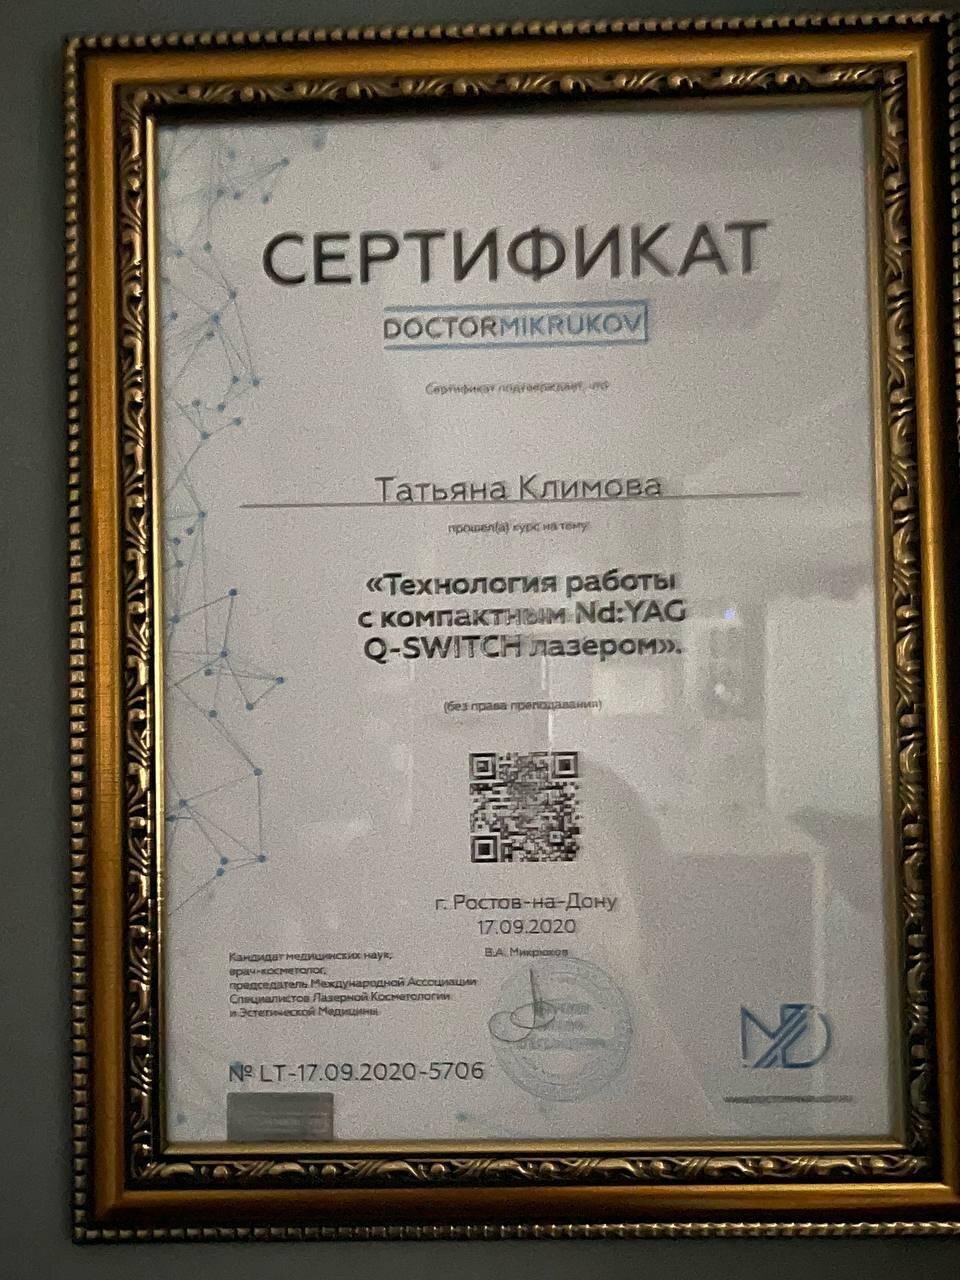 СЕРТИФИКАТ
DOCTORMIKRUKOV
Сертификат подтверждает, что
Татьяна Климова
прошел(а) курс на тему
«Технология работы
с компактным Nd:YAG
Q-SWITCH лазером».
(без права преподавания)
г. Ростов-на-Дону
17.09.2020
Кандидат медицинских наук,
врач-косметолог,
председатель Международной Ассоциации
Специалистов Лазерной Косметологии
и Эстетической Медицины
В.А. Микрюков
№ LT-17.09.2020-5706